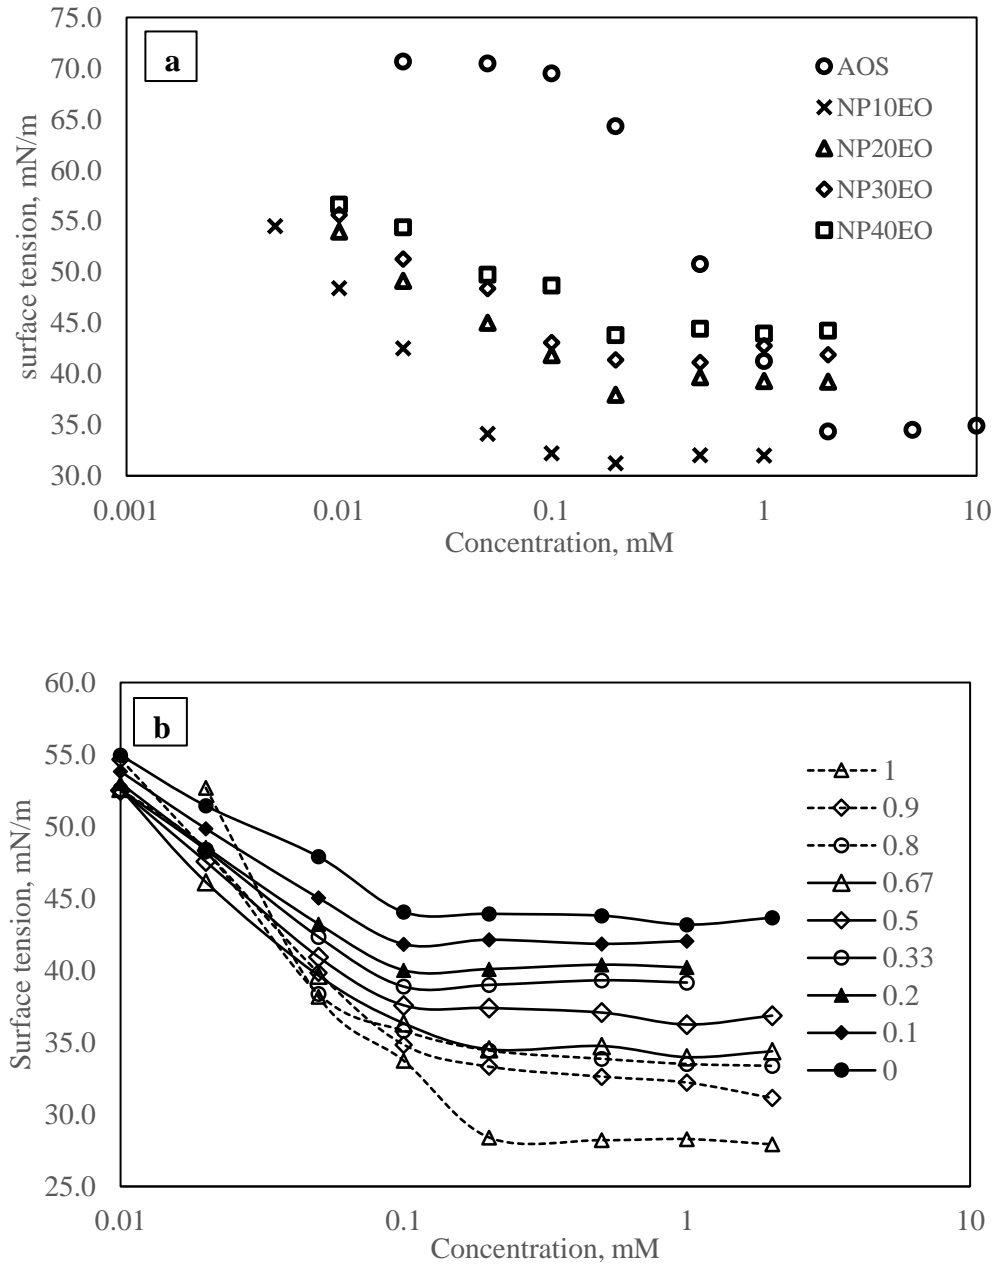 75.0
70.0
65.0
60.0
55.0
50.0
45.0
40.0
35.0
30.0
surface tension, mN/m
a
AOS
NP10EO
NP20EO
NP30EO
NP40EO
0.001 0.01 0.1 1 10
Concentration, mM
60.0
55.0
50.0
45.0
40.0
35.0
30.0
25.0
Surface tension, mN/m
b
1
0.9
0.8
0.67
0.5
0.33
0.2
0.1
0
0.01 0.1 1 10
Concentration, mM